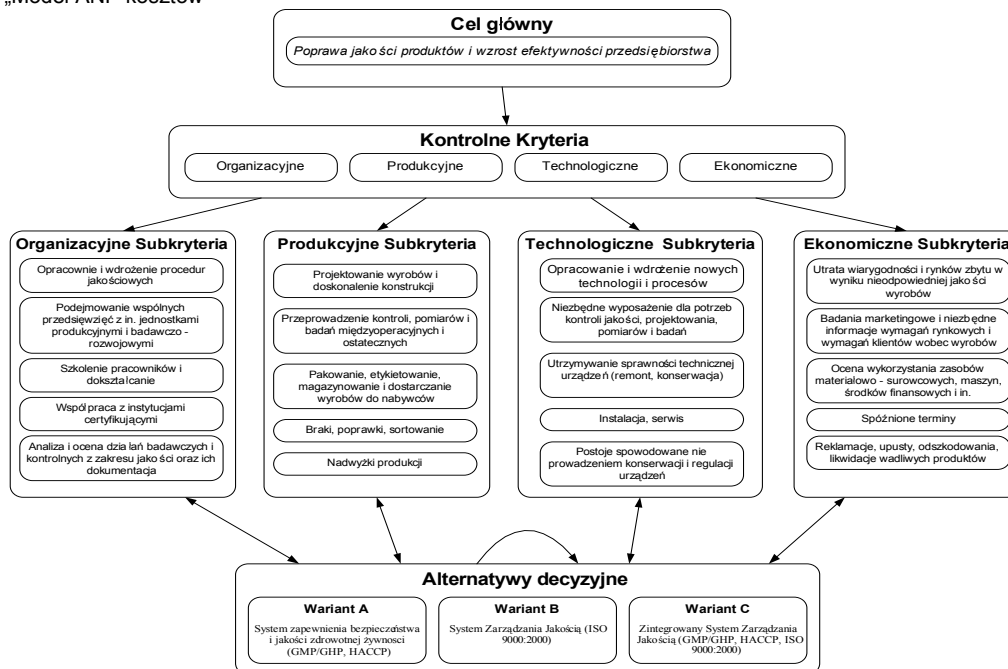 „Model ANP kosztów”
Cel główny
Poprawa jakości produktów i wzrost efektywności przedsiębiorstwa
Kontrolne Kryteria
Organizacyjne
Produkcyjne
Technologiczne
Ekonomiczne
Organizacyjne Subkryteria
Opracownie i wdrożenie procedur
jakościowych
Podejmowanie wspólnych
przedsięwzięć z in. jednostkami
produkcyjnymi i badawczo -
rozwojowymi
Szkolenie pracowników i
dokształcanie
Współpraca z instytucjami
certyfikującymi
Analiza i ocena działań badawczych i
kontrolnych z zakresu jakości oraz ich
dokumentacja
Produkcyjne Subkryteria
Projektowanie wyrobów i
doskonalenie konstrukcji
Przeprowadzenie kontroli, pomiarów i
badań międzyoperacyjnych i
ostatecznych
Pakowanie, etykietowanie,
magazynowanie i dostarczanie
wyrobów do nabywców
Braki, poprawki, sortowanie
Nadwyżki produkcji
Technologiczne Subkryteria
Opracowanie i wdrożenie nowych
technologii i procesów
Niezbędne wyposażenie dla potrzeb
kontroli jakości, projektowania,
pomiarów i badań
Utrzymywanie sprawności technicznej
urządzeń (remont, konserwacja)
Instalacja, serwis
Postoje spowodowane nie
prowadzeniem konserwacji i regulacji
urządzeń
Ekonomiczne Subkryteria
Utrata wiarygodności i rynków zbytu w
wyniku nieodpowiedniej jakości
wyrobów
Badania marketingowe i niezbędne
informacje wymagań rynkowych i
wymagań klientów wobec wyrobów
Ocena wykorzystania zasobów
materialowo - surowcowych, maszyn,
środków finansowych i in.
Spóźnione terminy
Reklamacje, upusty, odszkodowania,
likwidacje wadliwych produktów
Alternatywy decyzyjne
Wariant A
System zapewnienia bezpieczeństwa
i jakości zdrowotnej żywnosci
(GMP/GHP, HACCP)
Wariant B
System Zarządzania Jakością (ISO
9000:2000)
Wariant C
Zintegrowany System Zarządzania
Jakością (GMP/GHP, HACCP, ISO
9000:2000)